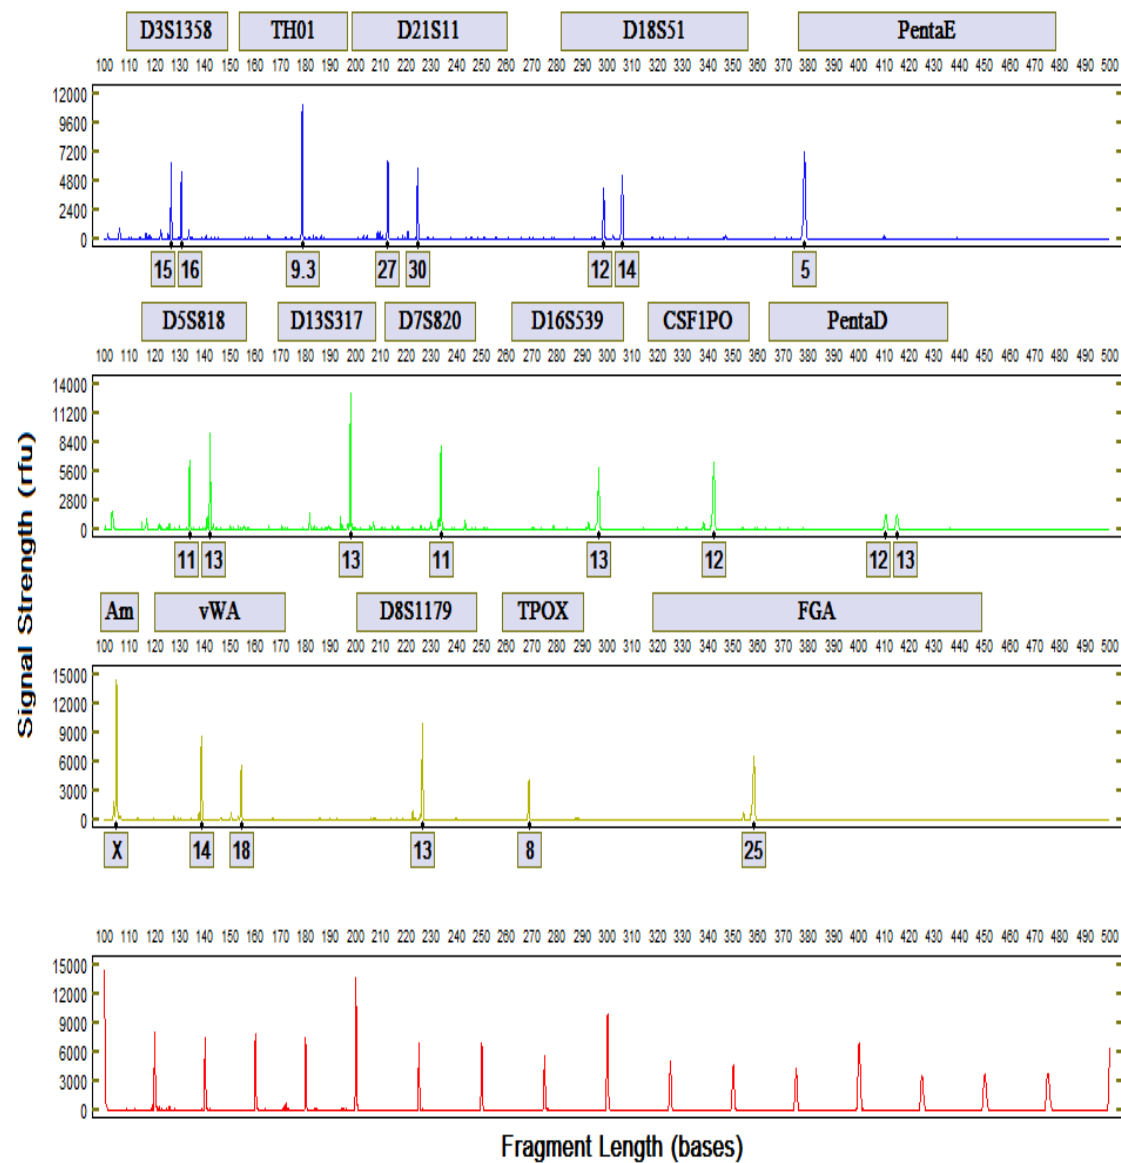 D3S1358 TH01 D21S11 D18S51 PentaE
100 110 120 130 140 150 160 170 180 190 200 210 220 230 240 250 260 270 280 290 300 310 320 330 340 350 360 370 380 390 400 410 420 430 440 450 460 470 480 490 500
12000
9600
7200
4800
2400
0
15 16 9.3 27 30 12 14 5
D5S818 D13S317 D7S820 D16S539 CSF1PO PentaD
100 110 120 130 140 150 160 170 180 190 200 210 220 230 240 250 260 270 280 290 300 310 320 330 340 350 360 370 380 390 400 410 420 430 440 450 460 470 480 490 500
14000
11200
8400
5600
2800
0
11 13 13 11 13 12 12 13
Signal Strength (rfu)
Am vWA D8S1179 TPOX FGA
100 110 120 130 140 150 160 170 180 190 200 210 220 230 240 250 260 270 280 290 300 310 320 330 340 350 360 370 380 390 400 410 420 430 440 450 460 470 480 490 500
15000
12000
9000
6000
3000
0
X 14 18 13 8 25
100 110 120 130 140 150 160 170 180 190 200 210 220 230 240 250 260 270 280 290 300 310 320 330 340 350 360 370 380 390 400 410 420 430 440 450 460 470 480 490 500
15000
12000
9000
6000
3000
0
Fragment Length (bases)